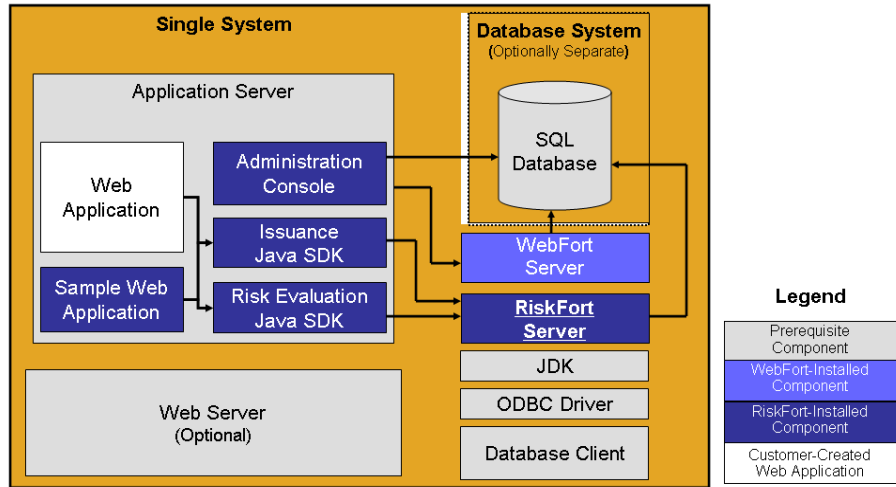 Single System
Database System
(Optionally Separate)
Application Server
SQL
Database
Web
Application
Administration
Console
Issuance
Java SDK
WebFort
Server
Sample Web
Application
Risk Evaluation
Java SDK
RiskFort
Server
JDK
ODBC Driver
Database Client
Web Server
(Optional)
Legend
Prerequisite
Component
WebFort-Installed
Component
RiskFort-Installed
Component
Customer-Created
Web Application